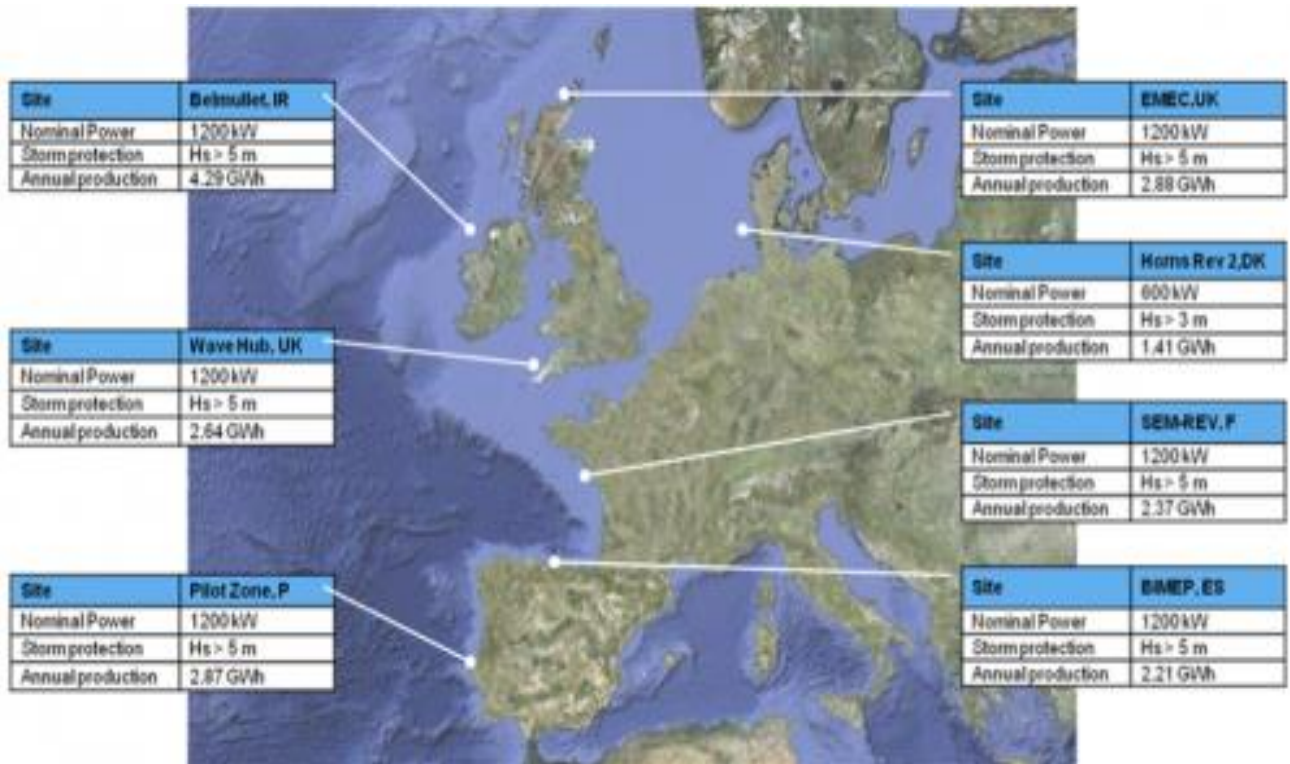 Site Belmullet, IR
Nominal Power 1200 kW
Storm protection Hs > 5 m
Annual production 4.29 GWh
Site Wave Hub, UK
Nominal Power 1200 kW
Storm protection Hs > 5 m
Annual production 2.64 GWh
Site Pilot Zone, P
Nominal Power 1200 kW
Storm protection Hs > 5 m
Annual production 2.87 GWh
Site EMEC,UK
Nominal Power 1200 kW
Storm protection Hs > 5 m
Annual production 2.88 GWh
Site Horns Rev 2,DK
Nominal Power 600 kW
Storm protection Hs > 3 m
Annual production 1.41 GWh
Site SEM-REV, F
Nominal Power 1200 kW
Storm protection Hs > 5 m
Annual production 2.37 GWh
Site BIMEP, ES
Nominal Power 1200 kW
Storm protection Hs > 5 m
Annual production 2.21 GWh